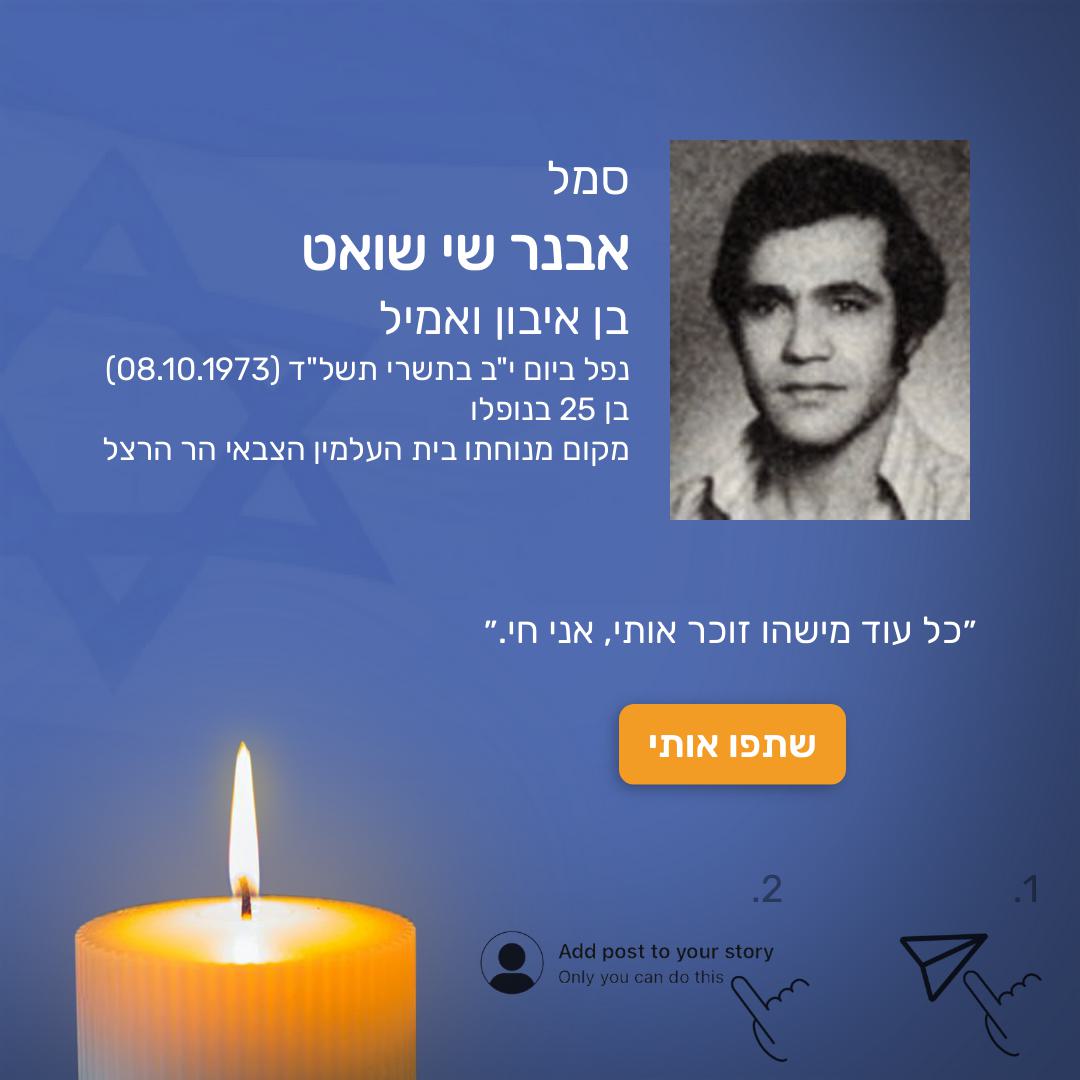 סמל
אבנר שי שואט
בן איבון ואמיל
נפל ביום י"ב בתשרי תשל"ד (08.10.1973)
בן 25 בנופלו
מקום מנוחתו בית העלמין הצבאי הר הרצל
״כל עוד מישהו זוכר אותי, אני חי.״
שתפו אותי
.1
.2
Add post to your story
Only you can do this